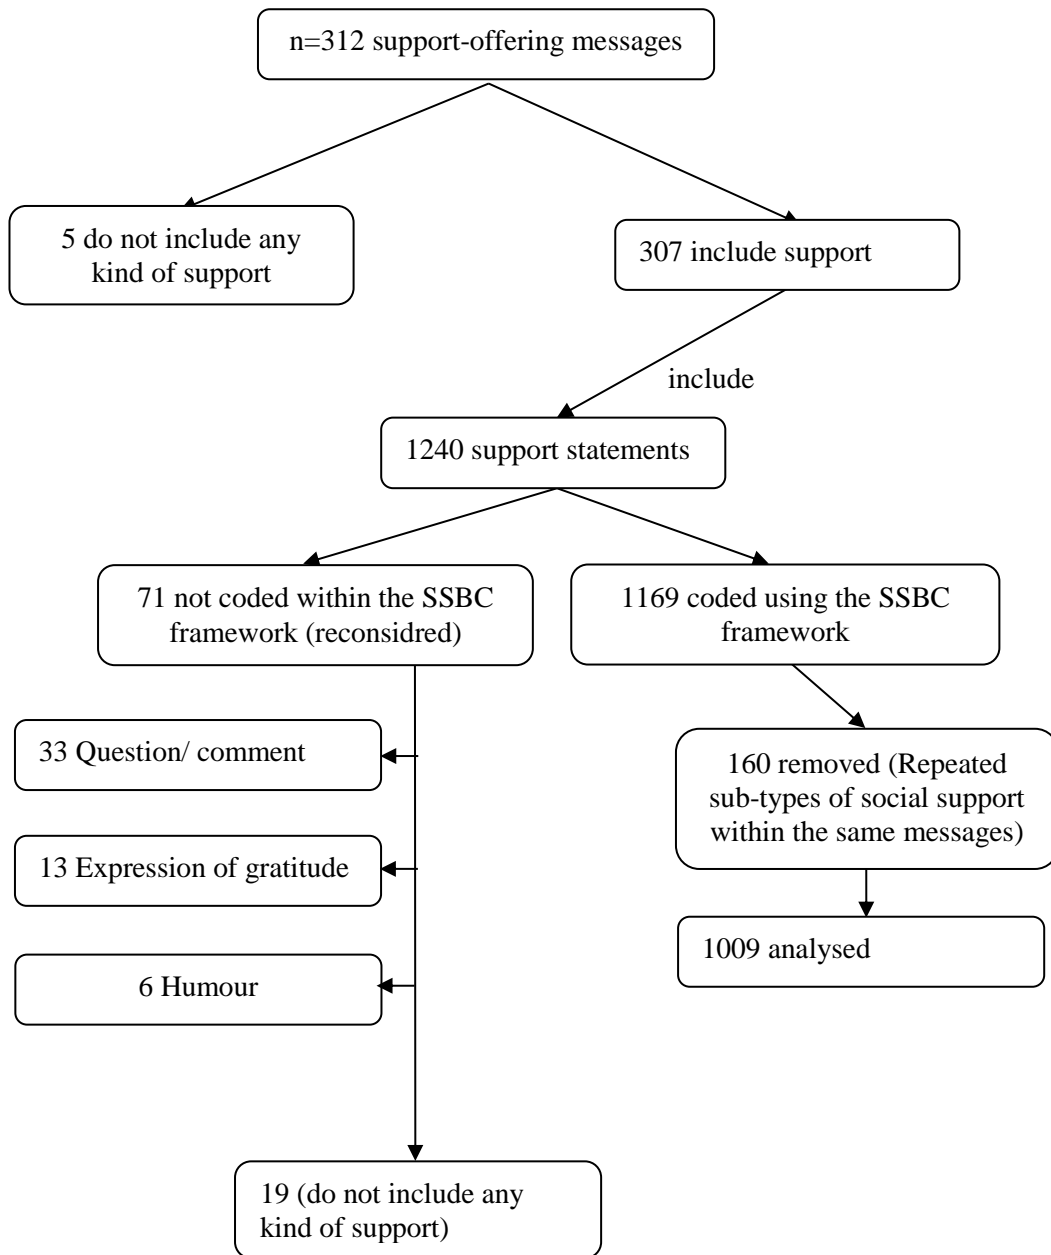 n=312 support-offering messages
5 do not include any
kind of support
307 include support
include
1240 support statements
71 not coded within the SSBC
framework (reconsidred)
1169 coded using the SSBC
framework
33 Question/ comment
160 removed (Repeated
sub-types of social support
within the same messages)
13 Expression of gratitude
1009 analysed
6 Humour
19 (do not include any
kind of support)